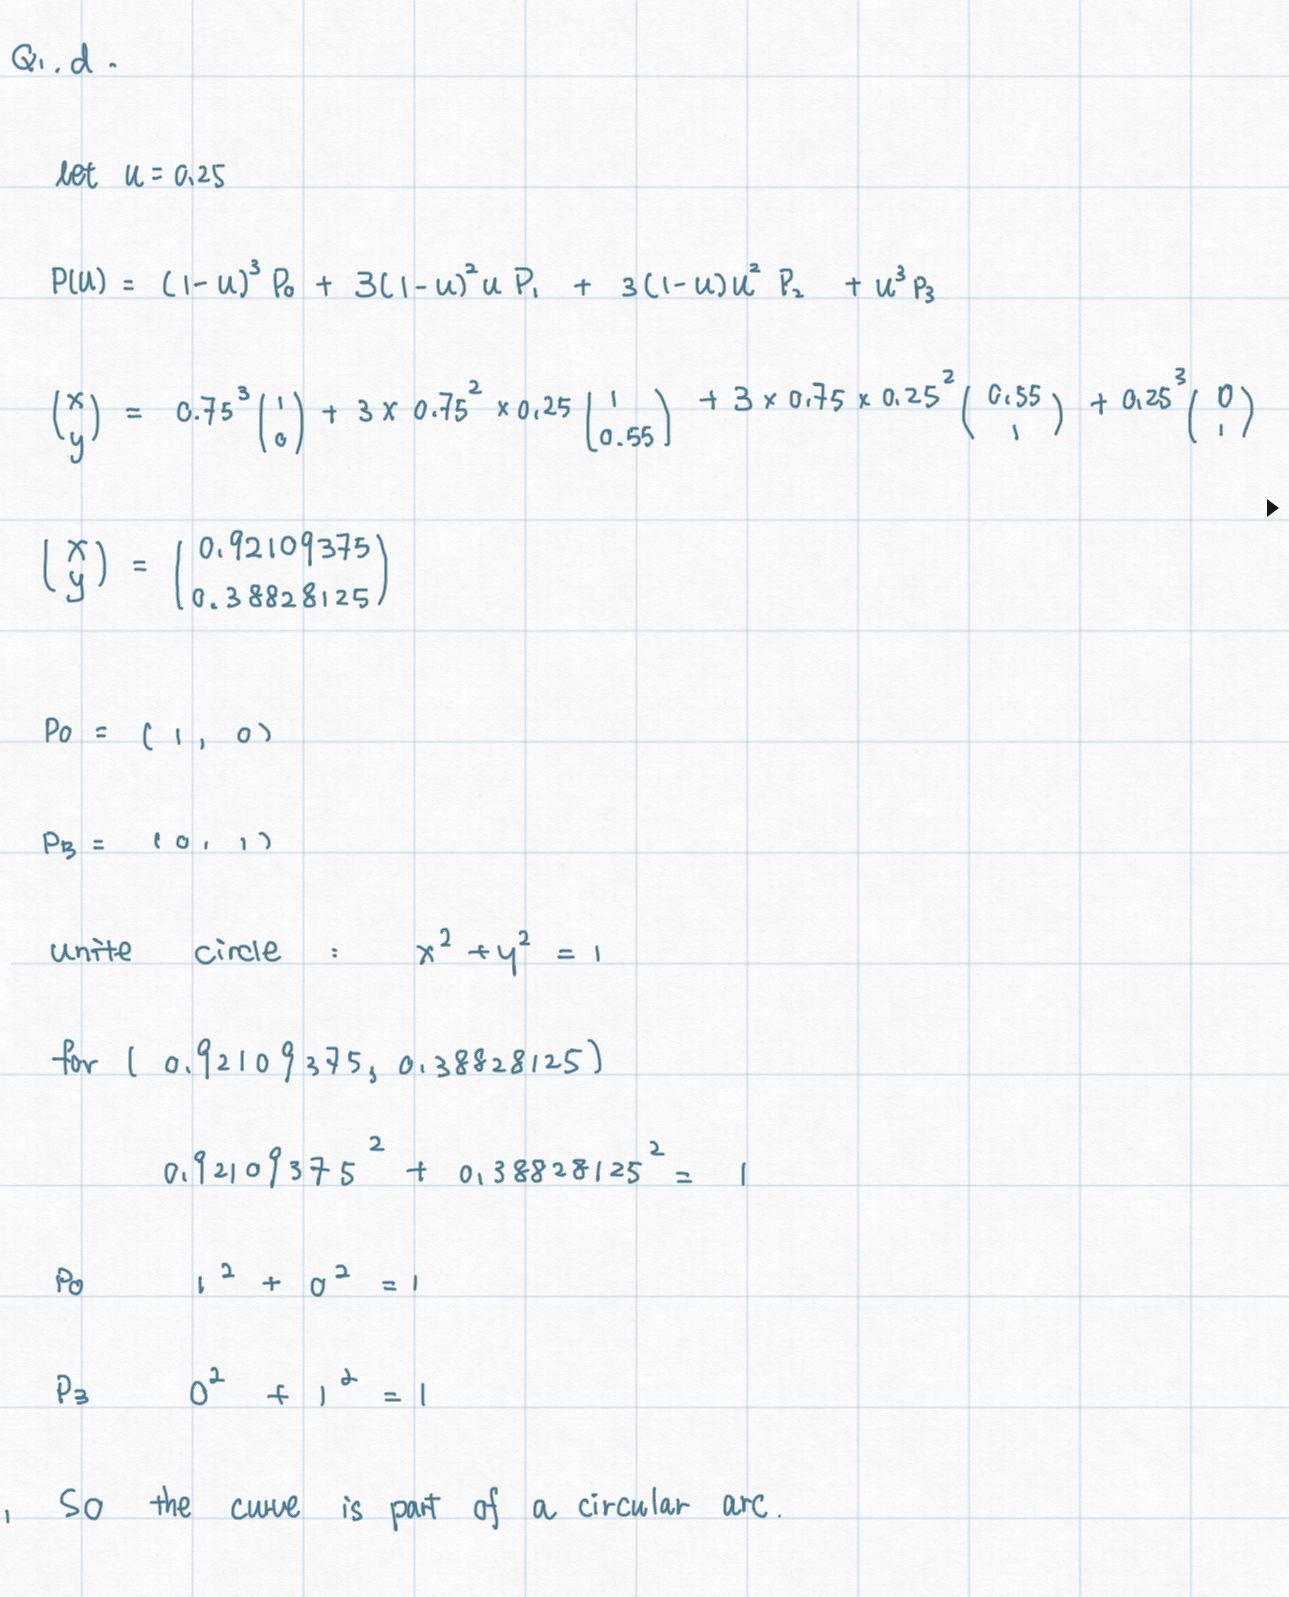 Q1. d.
let u = 0.25
P(u) = (1-u)³ P₀ + 3(1-u)²u P₁ + 3(1-u)u² P₂ + u³ P₃
(x y) = 0.75³ (1 0) + 3 × 0.75² × 0.25 (1 0.55) + 3 × 0.75 × 0.25² (0.55 1) + 0.25³ (0 1)
(x y) = (0.92109375 0.38828125)
P₀ = (1, 0)
P₃ = (0, 1)
unite circle : x² + y² = 1
for (0.92109375, 0.38828125)
0.92109375² + 0.38828125² = 1
P₀ 1² + 0² = 1
P₃ 0² + 1² = 1
, So the curve is part of a circular arc.